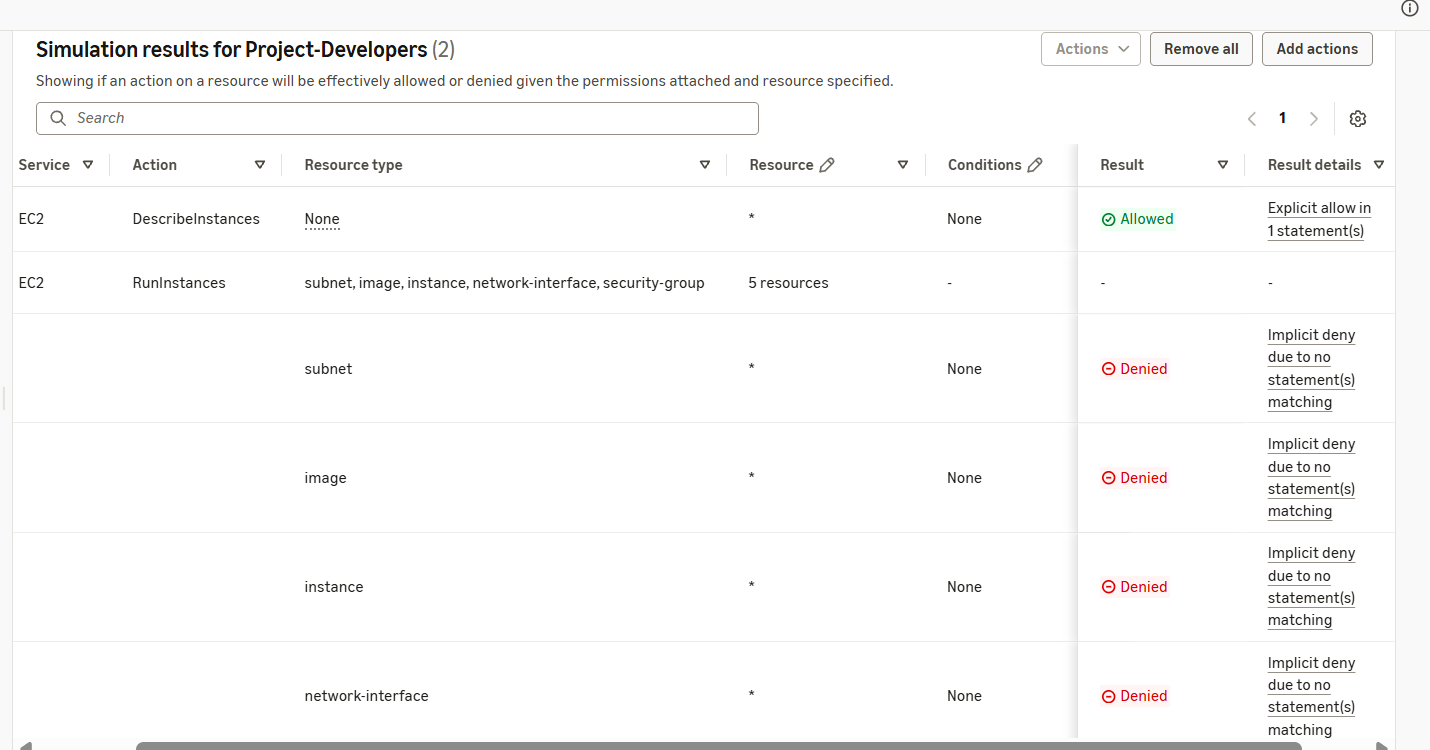 Simulation results for Project-Developers (2)
Actions
Remove all
Add actions
Showing if an action on a resource will be effectively allowed or denied given the permissions attached and resource specified.
Search
1
Service Action Resource type Resource Conditions Result Result details
EC2 DescribeInstances None * None Allowed Explicit allow in
1 statement(s)
EC2 RunInstances subnet, image, instance, network-interface, security-group 5 resources - - -
subnet * None Denied Implicit deny
due to no
statement(s)
matching
image * None Denied Implicit deny
due to no
statement(s)
matching
instance * None Denied Implicit deny
due to no
statement(s)
matching
network-interface * None Denied Implicit deny
due to no
statement(s)
matching